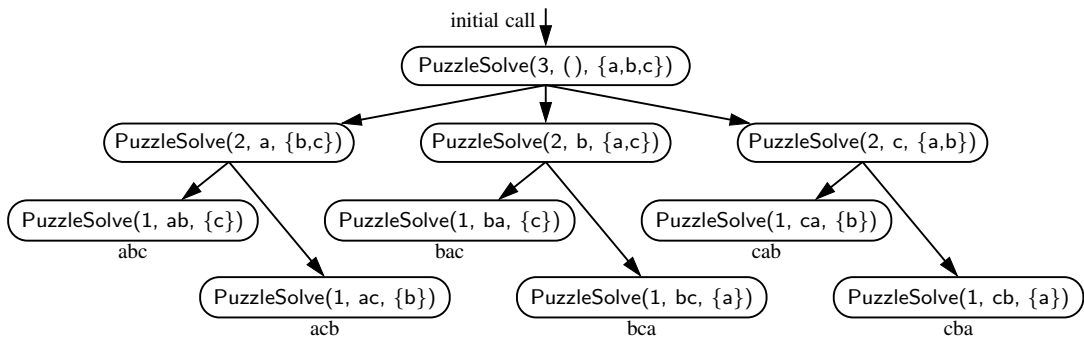 initial call
PuzzleSolve(3, ( ), {a,b,c})
PuzzleSolve(2, a, {b,c})
PuzzleSolve(2, b, {a,c})
PuzzleSolve(2, c, {a,b})
PuzzleSolve(1, ab, {c})
PuzzleSolve(1, ba, {c})
PuzzleSolve(1, ca, {b})
abc
bac
cab
PuzzleSolve(1, ac, {b})
PuzzleSolve(1, bc, {a})
PuzzleSolve(1, cb, {a})
acb
bca
cba